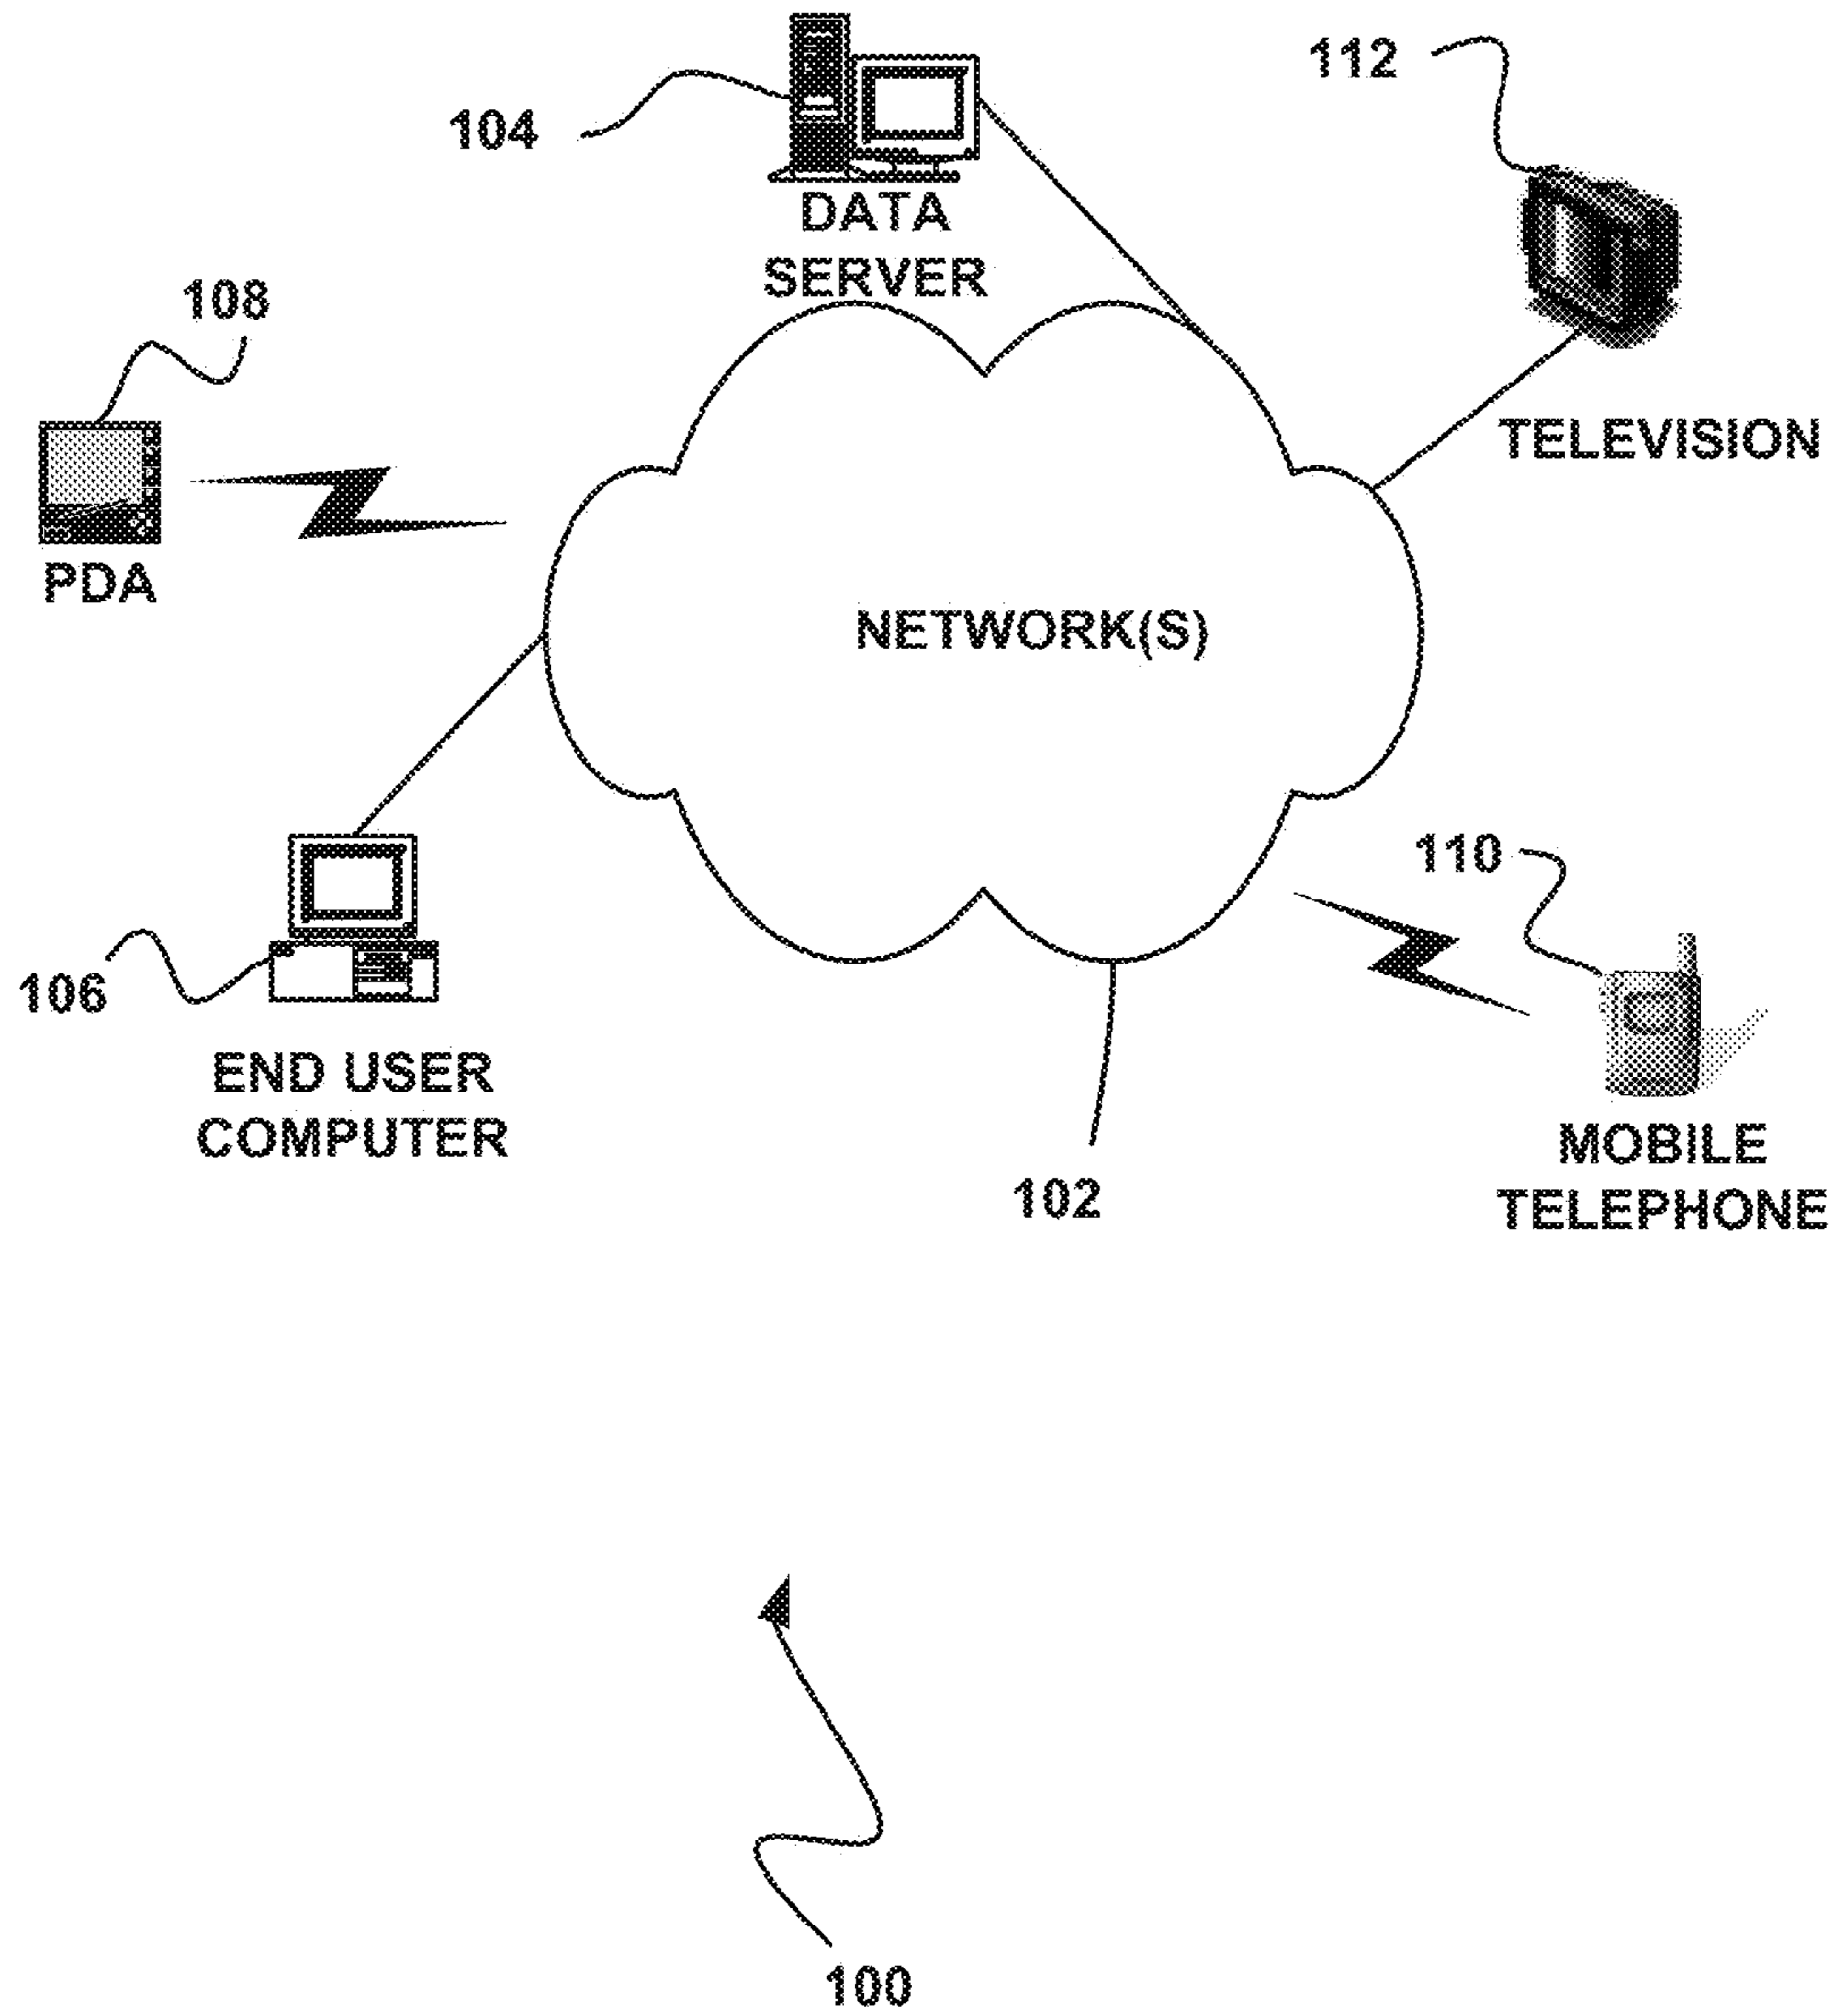 112
104
DATA
SERVER
108
TELEVISION
PDA
NETWORK(S)
110
106
END USER
COMPUTER
MOBILE
TELEPHONE
102
100